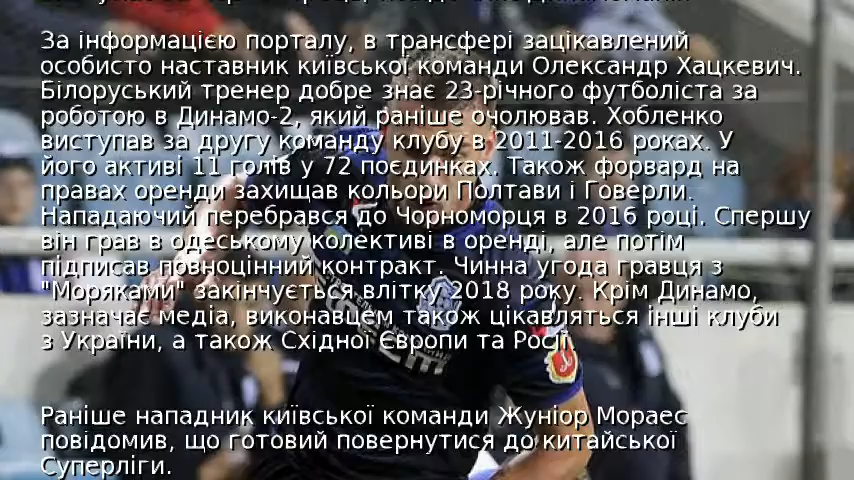 За інформацією порталу, в трансфері зацікавлений
особисто наставник київської команди Олександр Хацкевич.
Білоруський тренер добре знає 23-річного футболіста за
роботою в Динамо-2, який раніше очолював. Хобленко
виступав за другу команду клубу в 2011-2016 роках. У
його активі 11 голів у 72 поєдинках. Також форвард на
правах оренди захищав кольори Полтави і Говерли.
Нападаючий перебрався до Чорноморця в 2016 році. Спершу
він грав в одеському колективі в оренді, але потім
підписав повноцінний контракт. Чинна угода гравця з
"Моряками" закінчується влітку 2018 року. Крім Динамо,
зазначає медіа, виконавцем також цікавляться інші клуби
з України, а також Східної Європи та Росії.
Раніше нападник київської команди Жуніор Мораес
повідомив, що готовий повернутися до китайської
Суперліги.